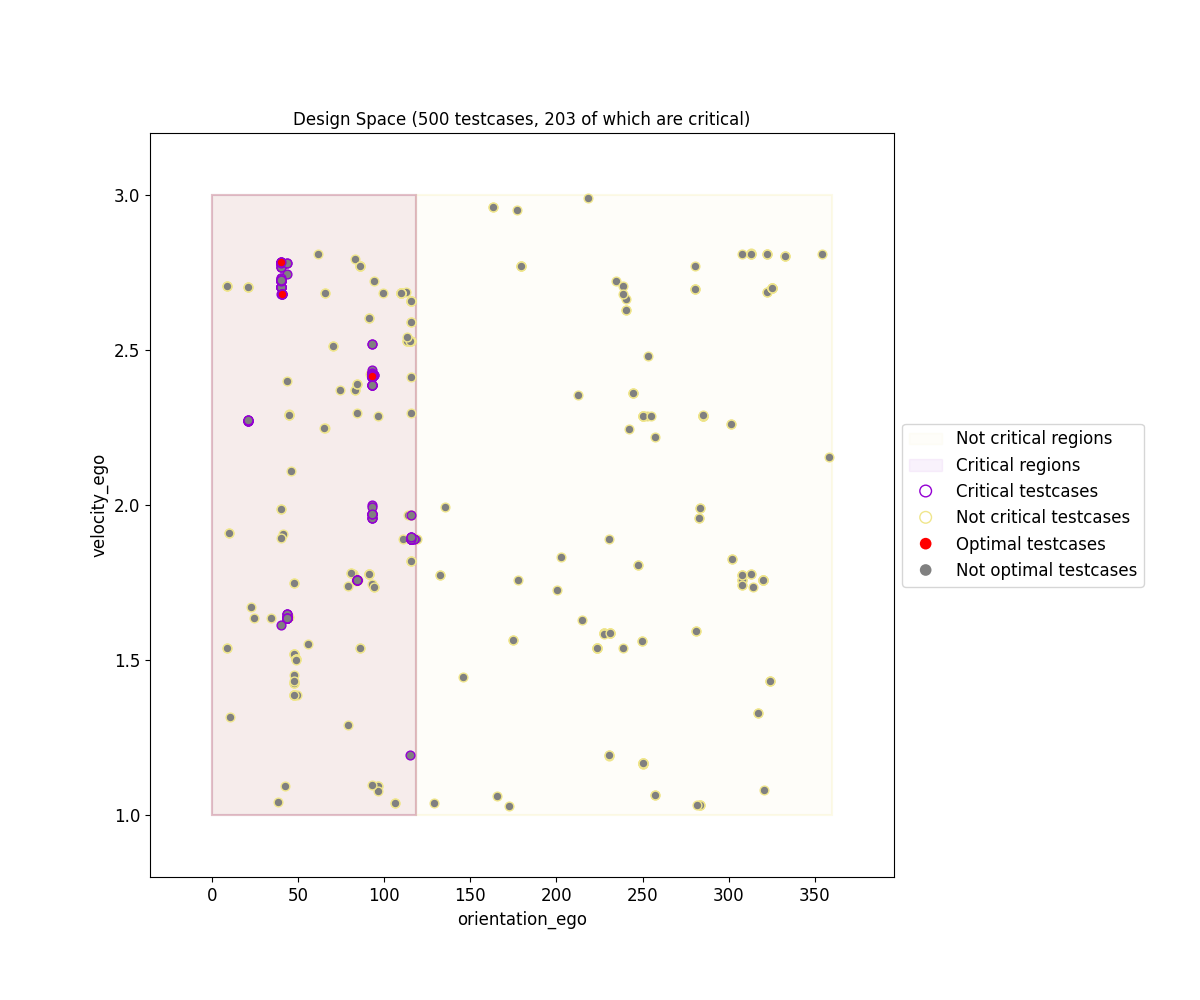 Design Space (500 testcases, 203 of which are critical)
velocity_ego
3.0
2.5
2.0
1.5
1.0
0
50
100
150
200
250
300
350
orientation_ego
Not critical regions
Critical regions
Critical testcases
Not critical testcases
Optimal testcases
Not optimal testcases